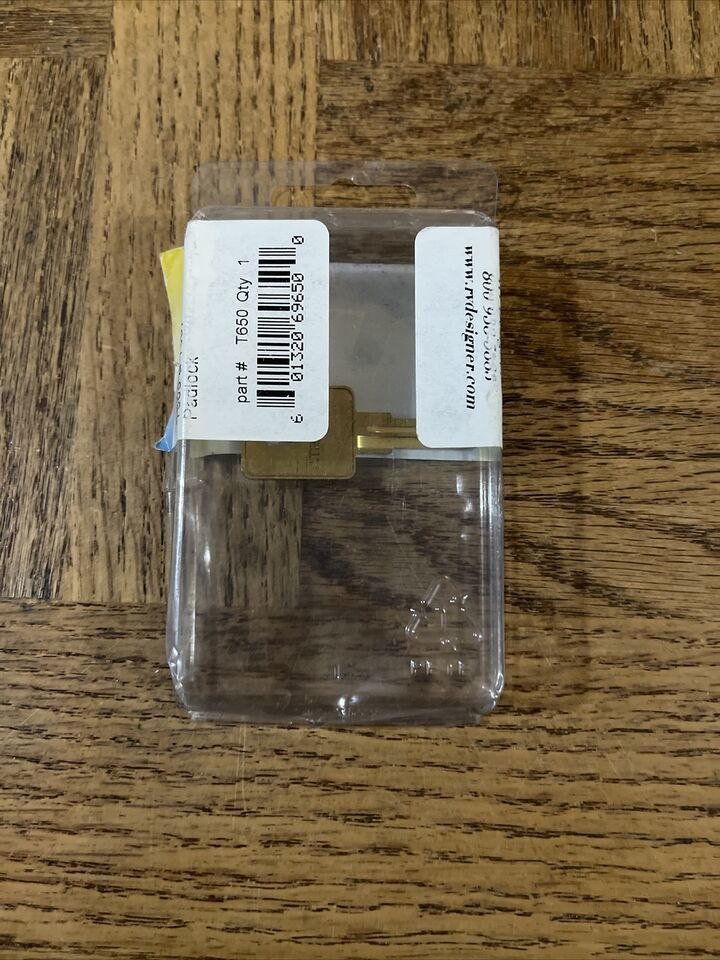 part # T650 Qty 1
6 01320 69650 0
www.rvdesigner.com
Padlock